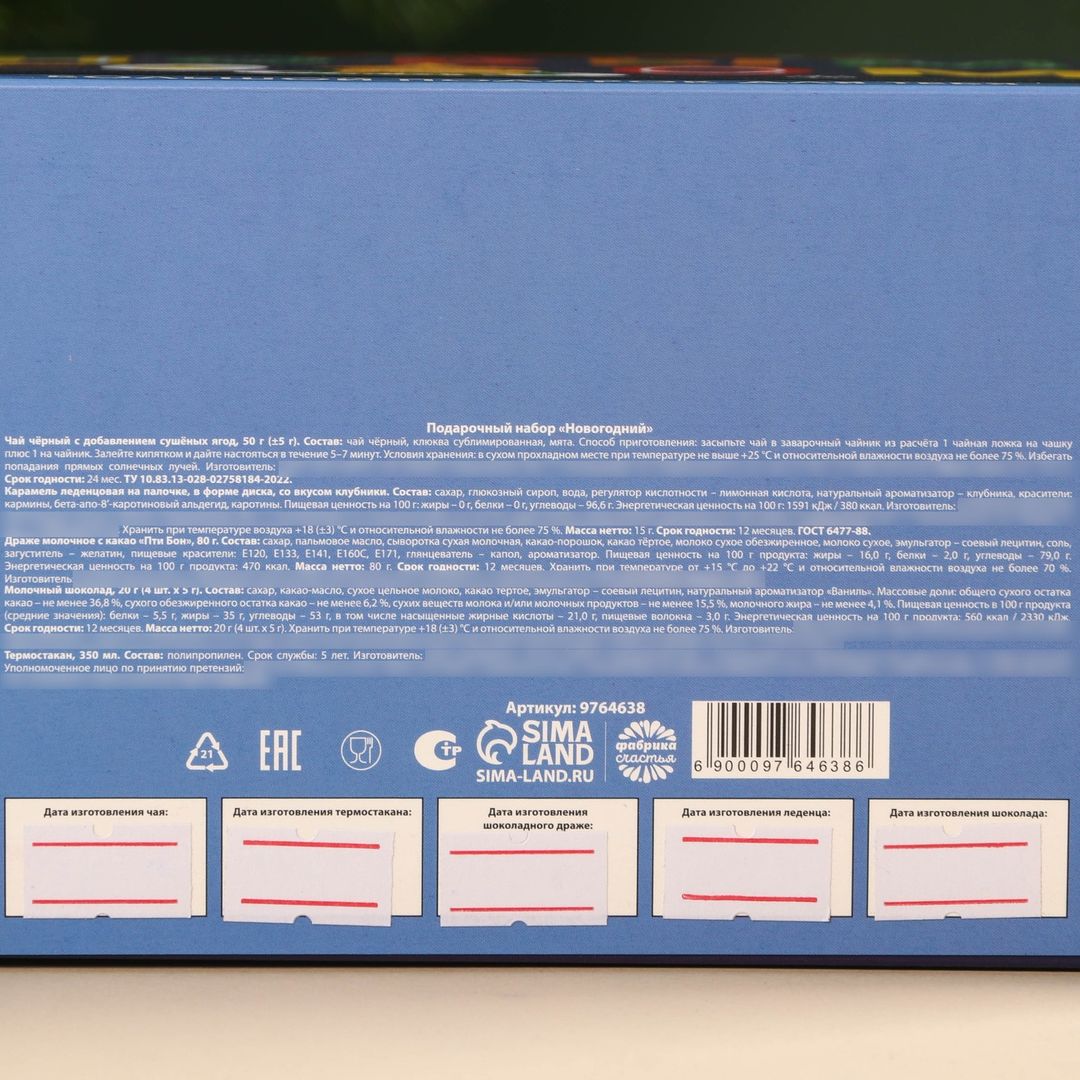 Подарочный набор «Новогодний»
Чай чёрный с добавлением сушёных ягод, 50 г (±5 г). Состав: чай чёрный, клюква сублимированная, мята. Способ приготовления: засыпьте чай в заварочный чайник из расчёта 1 чайная ложка на чашку
плюс 1 на чайник. Залейте кипятком и дайте настояться в течение 5–7 минут. Условия хранения: в сухом прохладном месте при температуре не выше +25 °С и относительной влажности воздуха не более 75 %. Избегать
попадания прямых солнечных лучей. Изготовитель:
Срок годности: 24 мес. ТУ 10.83.13-028-02758184-2022.
Карамель леденцовая на палочке, в форме диска, со вкусом клубники. Состав: сахар, глюкозный сироп, вода, регулятор кислотности – лимонная кислота, натуральный ароматизатор – клубника, красители:
кармины, бета-апо-8'-каротиновый альдегид, каротины. Пищевая ценность на 100 г: жиры – 0 г, белки – 0 г, углеводы – 96,6 г. Энергетическая ценность на 100 г: 1591 кДж / 380 ккал. Изготовитель:
Хранить при температуре воздуха +18 (±3) °С и относительной влажности не более 75 %. Масса нетто: 15 г. Срок годности: 12 месяцев. ГОСТ 6477-88.
Драже молочное с какао «Пти Бон», 80 г. Состав: сахар, пальмовое масло, сыворотка сухая молочная, какао-порошок, какао тёртое, молоко сухое обезжиренное, молоко сухое, эмульгатор – соевый лецитин, соль,
загуститель – желатин, пищевые красители: Е120, Е133, Е141, Е160С, Е171, глянцеватель – капол, ароматизатор. Пищевая ценность на 100 г продукта: жиры – 16,0 г, белки – 2,0 г, углеводы – 79,0 г.
Энергетическая ценность на 100 г продукта: 470 ккал. Масса нетто: 80 г. Срок годности: 12 месяцев. Хранить при температуре от +15 °С до +22 °С и относительной влажности воздуха не более 70 %.
Изготовитель
Молочный шоколад, 20 г (4 шт. х 5 г). Состав: сахар, какао-масло, сухое цельное молоко, какао тертое, эмульгатор – соевый лецитин, натуральный ароматизатор «Ваниль». Массовые доли: общего сухого остатка
какао – не менее 36,8 %, сухого обезжиренного остатка какао – не менее 6,2 %, сухих веществ молока и/или молочных продуктов – не менее 15,5 %, молочного жира – не менее 4,1 %. Пищевая ценность в 100 г продукта
(средние значения): белки – 5,5 г, жиры – 35 г, углеводы – 53 г, в том числе насыщенные жирные кислоты – 21,0 г, пищевые волокна – 3,0 г. Энергетическая ценность на 100 г продукта: 560 ккал / 2330 кДж.
Срок годности: 12 месяцев. Масса нетто: 20 г (4 шт. х 5 г). Хранить при температуре +18 (±3) °С и относительной влажности воздуха не более 75 %. Изготовитель:
Термостакан, 350 мл. Состав: полипропилен. Срок службы: 5 лет. Изготовитель:
Уполномоченное лицо по принятию претензий:
Артикул: 9764638
21
ЕАС
СТР
SIMA
LAND
SIMA-LAND.RU
фабрика
счастья
6 900097 646386
Дата изготовления чая:
Дата изготовления термостакана:
Дата изготовления
шоколадного драже:
Дата изготовления леденца:
Дата изготовления шоколада: